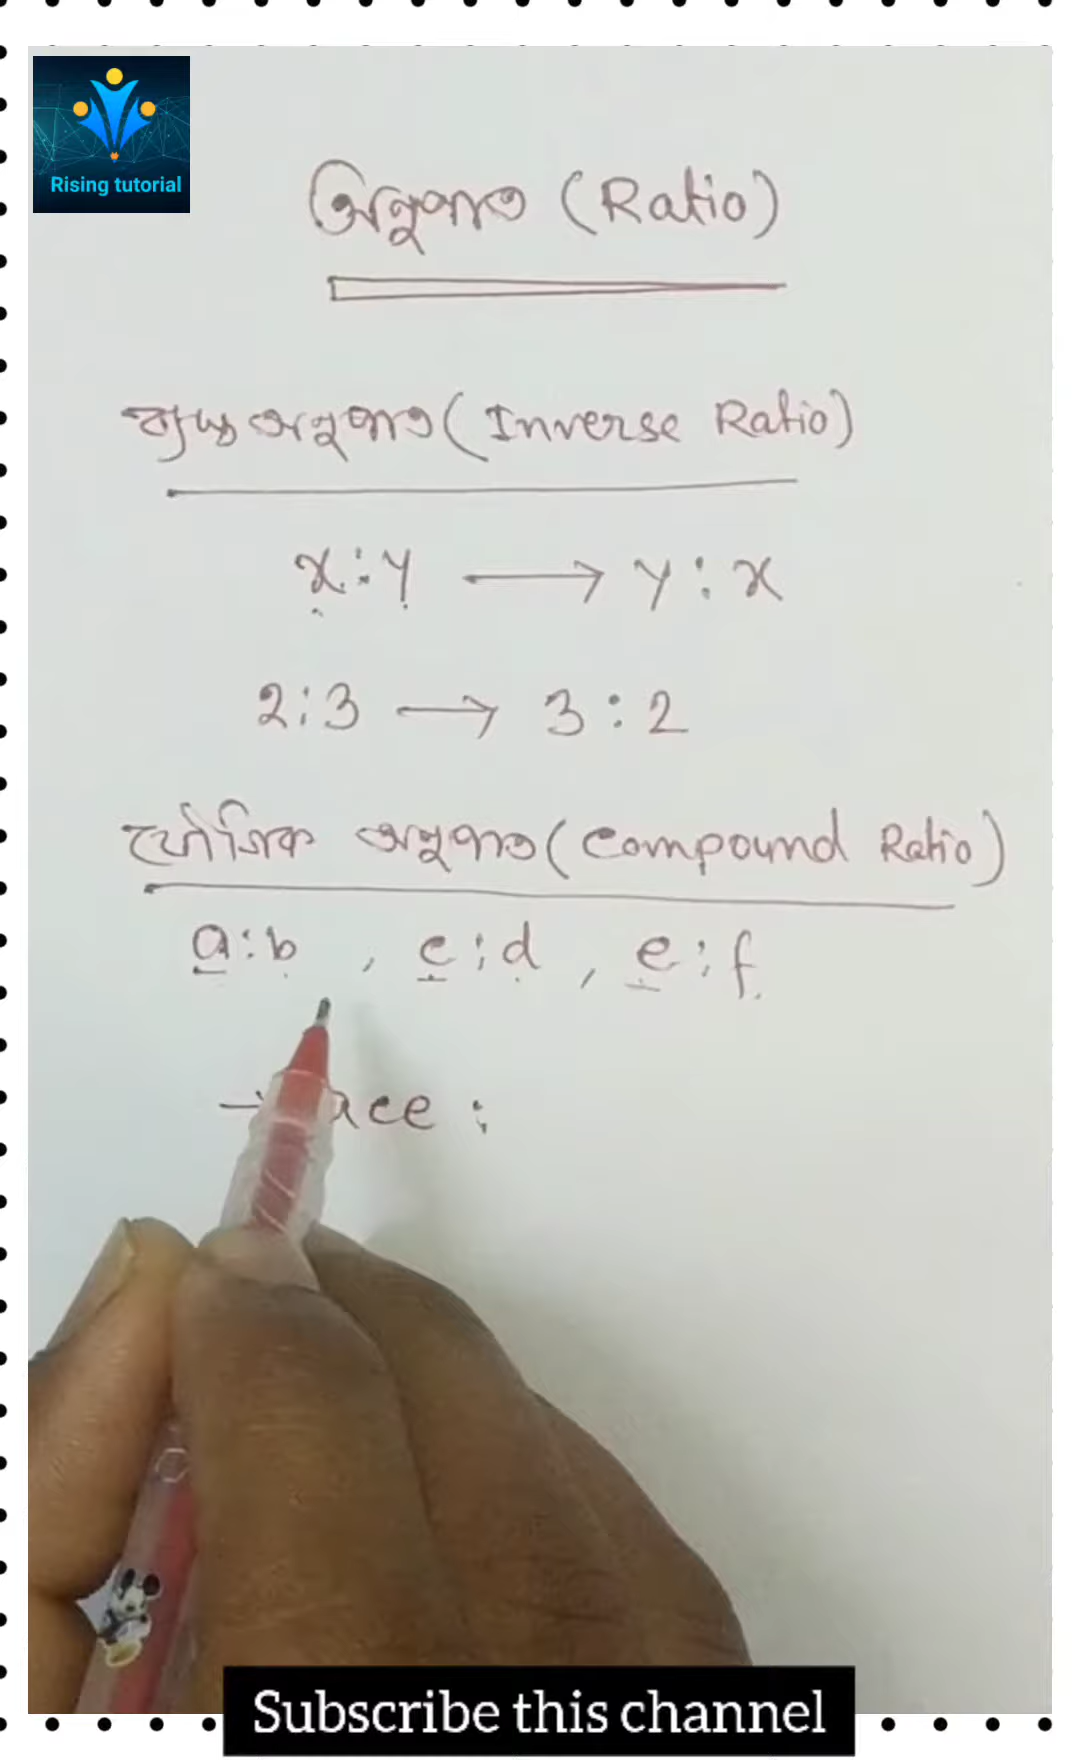 Rising tutorial
অনুপাত (Ratio)
ব্যস্ত অনুপাত (Inverse Ratio)
x : y → y : x
2 : 3 → 3 : 2
যৌগিক অনুপাত (Compound Ratio)
a : b , c : d , e : f
→ ace :
Subscribe this channel